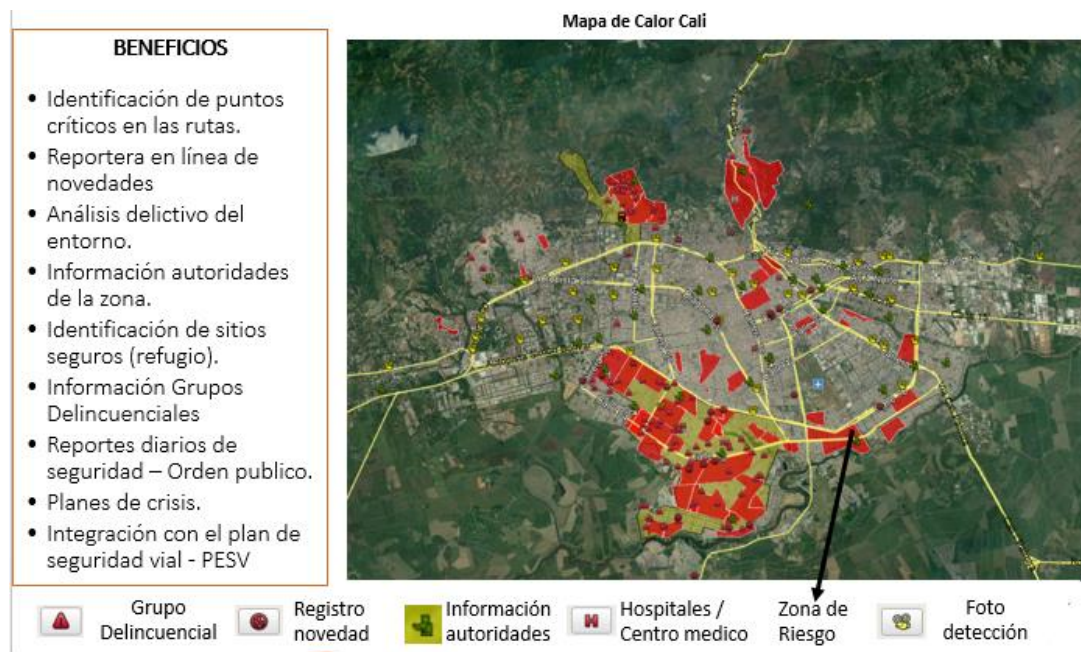 Mapa de Calor Cali
BENEFICIOS
• Identificación de puntos
críticos en las rutas.
• Reportera en línea de
novedades
• Análisis delictivo del
entorno.
• Información autoridades
de la zona.
• Identificación de sitios
seguros (refugio).
• Información Grupos
Delincuenciales
• Reportes diarios de
seguridad – Orden publico.
• Planes de crisis.
• Integración con el plan de
seguridad vial - PESV
Grupo
Delincuencial
Registro
novedad
Información
autoridades
H
Hospitales /
Centro medico
Zona de
Riesgo
Foto
detección